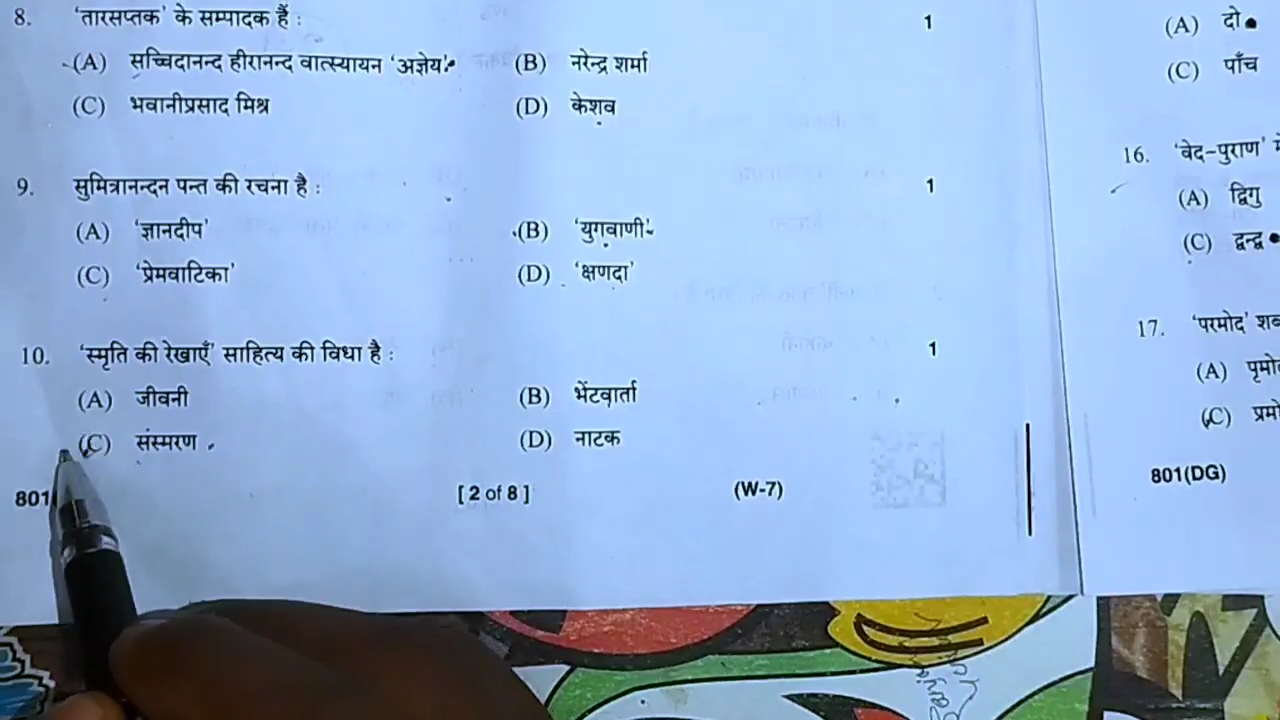 8. 'तारसप्तक' के सम्पादक हैं : 1
(A) सच्चिदानन्द हीरानन्द वात्स्यायन 'अज्ञेय' (B) नरेन्द्र शर्मा
(C) भवानीप्रसाद मिश्र (D) केशव
9. सुमित्रानन्दन पन्त की रचना है : 1
(A) 'ज्ञानदीप' (B) 'युगवाणी'
(C) 'प्रेमवाटिका' (D) 'क्षणदा'
10. 'स्मृति की रेखाएँ' साहित्य की विधा है : 1
(A) जीवनी (B) भेंटवार्ता
(C) संस्मरण (D) नाटक
801 [ 2 of 8 ] (W-7)
(A) दो
(C) पाँच
16. 'वेद-पुराण'
(A) द्विगु
(C) द्वन्द्व
17. 'परमोद'
(A)
(C)
801(DG)